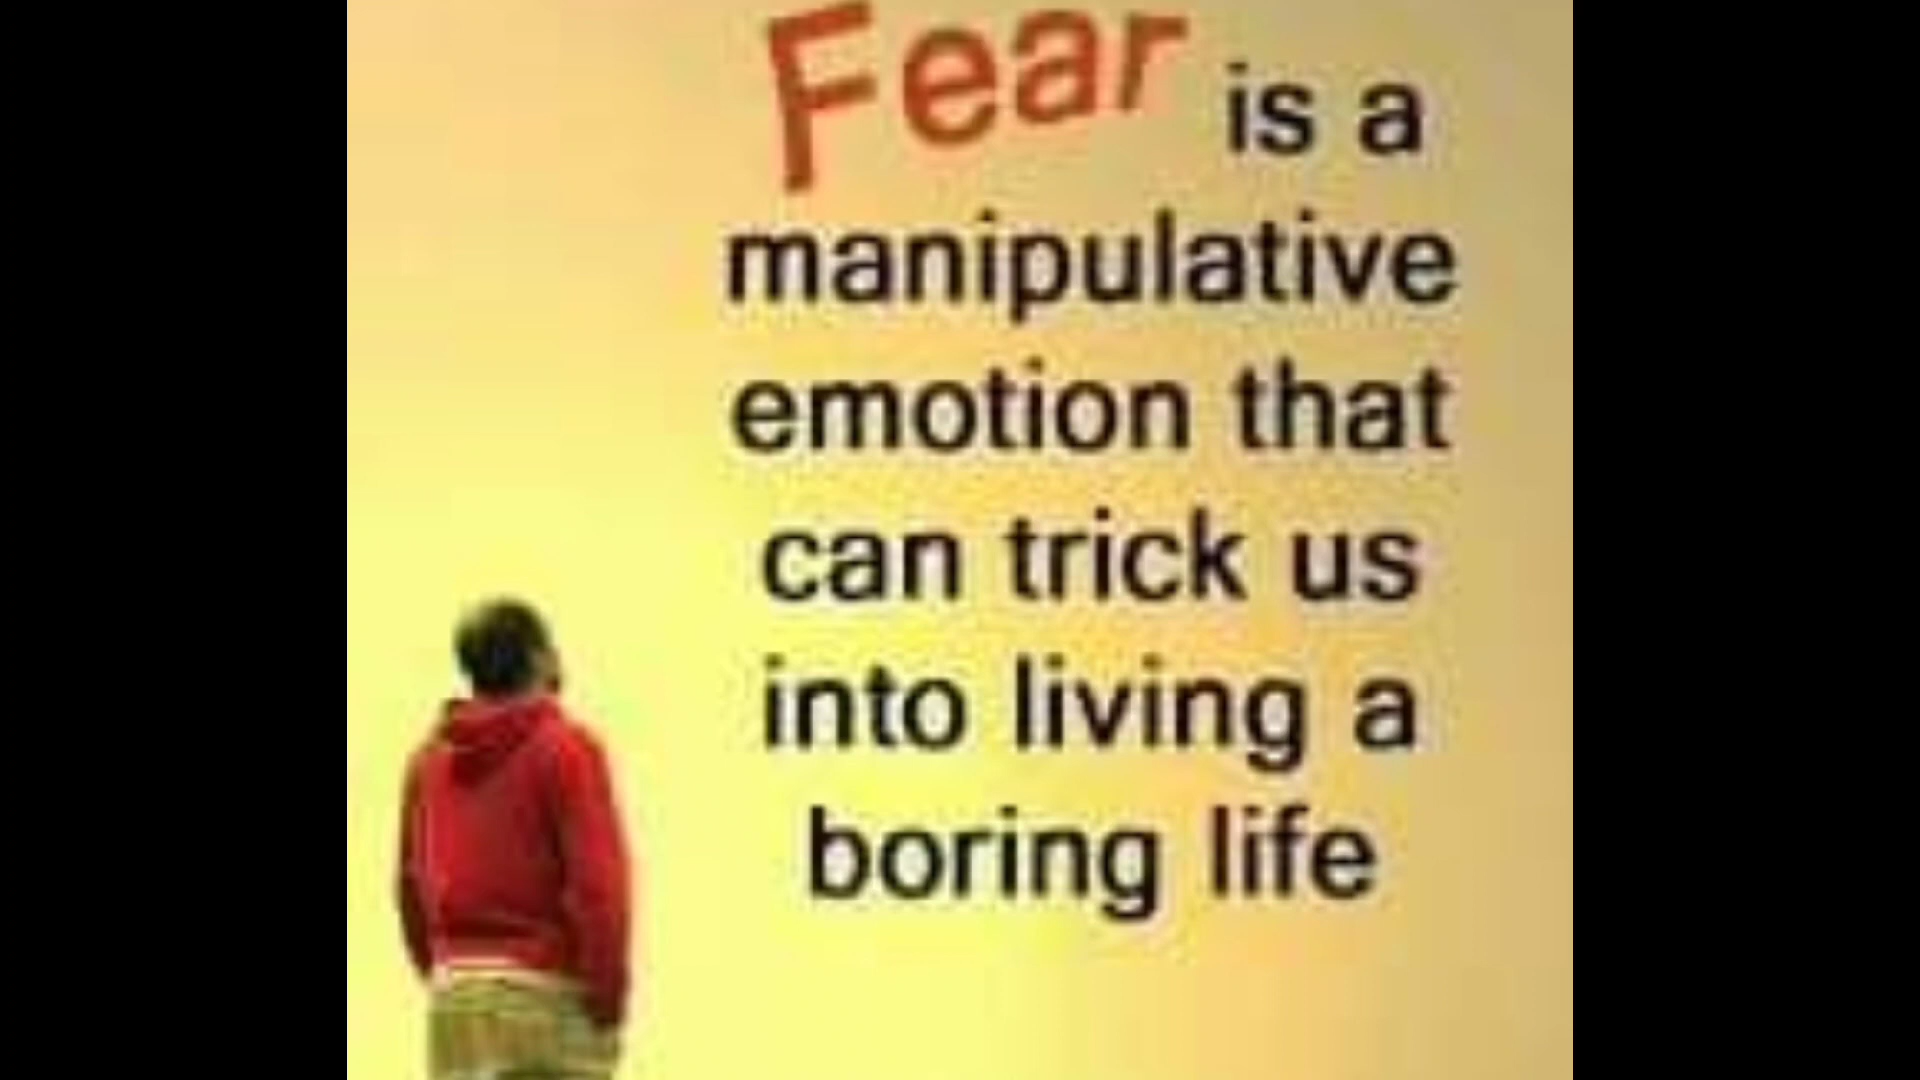 Fear is a
manipulative
emotion that
can trick us
into living a
boring life